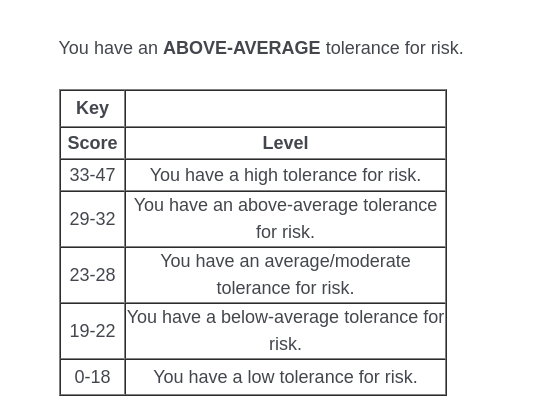 You have an ABOVE-AVERAGE tolerance for risk.
Key
Score Level
33-47 You have a high tolerance for risk.
29-32 You have an above-average tolerance
for risk.
23-28 You have an average/moderate
tolerance for risk.
19-22 You have a below-average tolerance for
risk.
0-18 You have a low tolerance for risk.